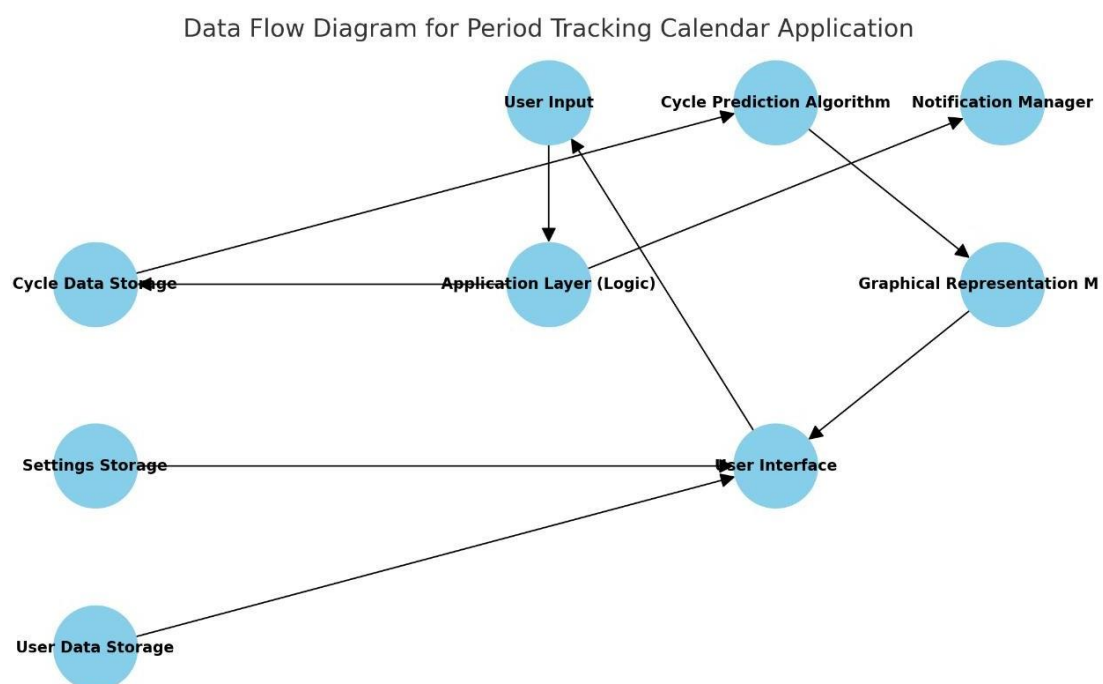 Data Flow Diagram for Period Tracking Calendar Application
User Input
Cycle Prediction Algorithm
Notification Manager
Cycle Data Storage
Application Layer (Logic)
Graphical Representation M
Settings Storage
User Interface
User Data Storage